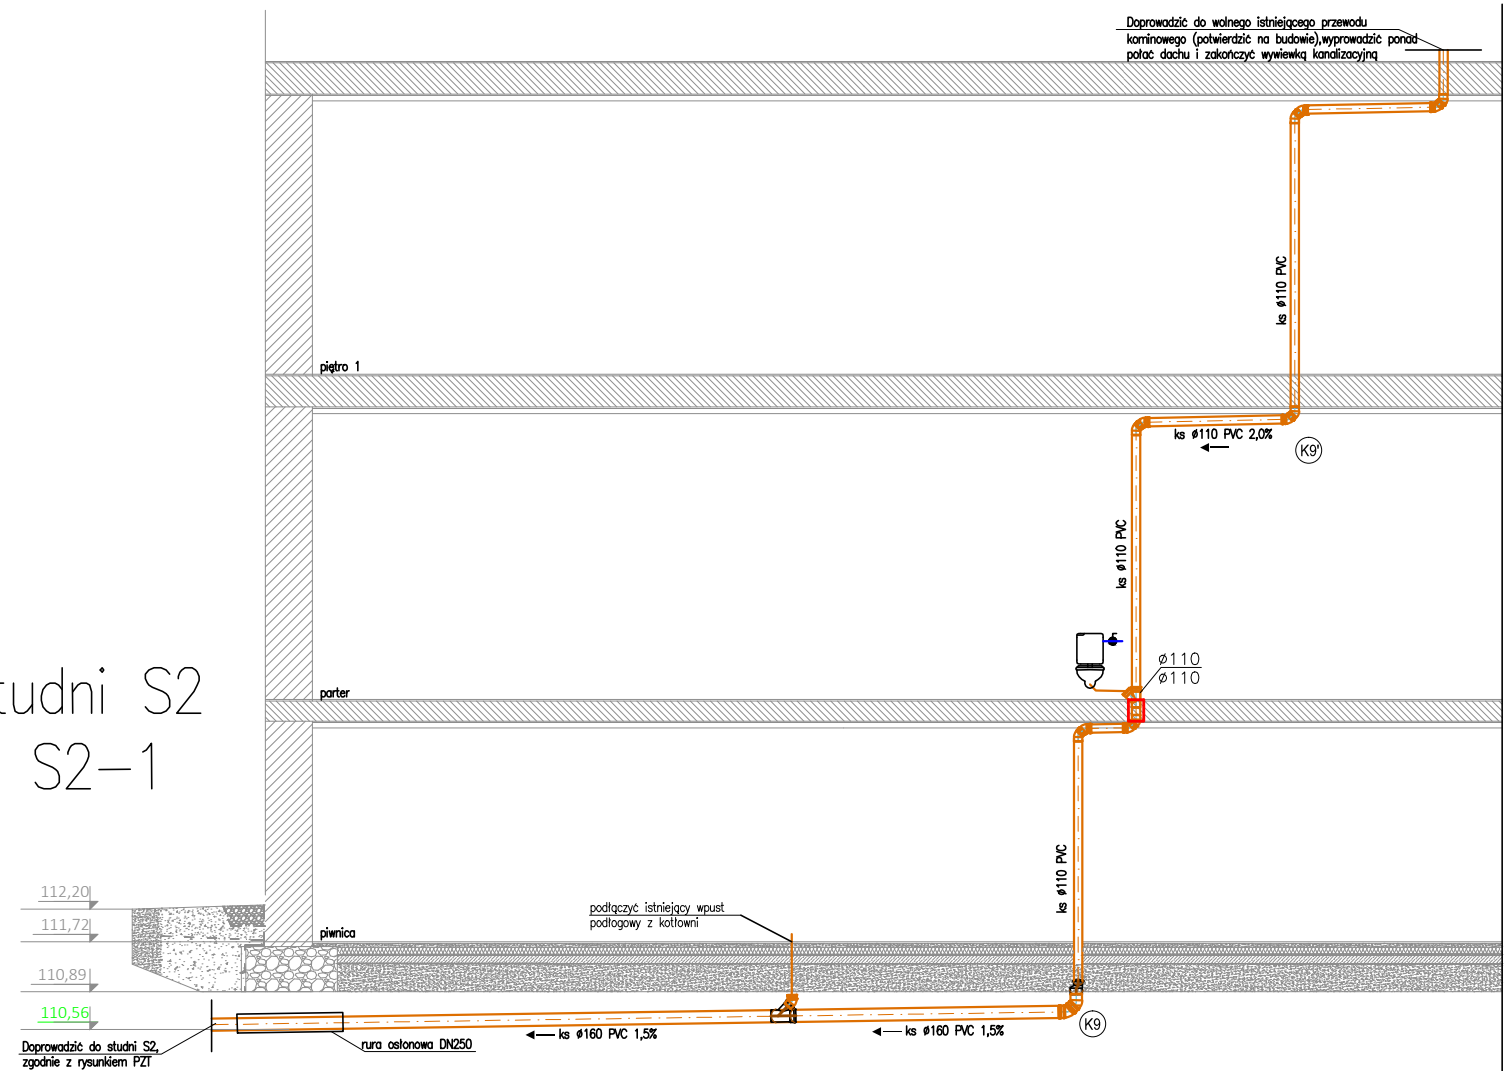 Doprowadzić do wolnego istniejącego przewodu
kominowego (potwierdzić na budowie),wyprowadzić ponad
połać dachu i zakończyć wywiewką kanalizacyjną
ks ø110 PVC
piętro 1
ks ø110 PVC 2,0%
K9'
ks ø110 PVC
ø110
ø110
parter
tudni S2
S2-1
ks ø110 PVC
112,20
111,72
110,89
110,56
podłączyć istniejący wpust
podłogowy z kotłowni
piwnica
K9
ks ø160 PVC 1,5%
ks ø160 PVC 1,5%
rura osłonowa DN250
Doprowadzić do studni S2,
zgodnie z rysunkiem PZT